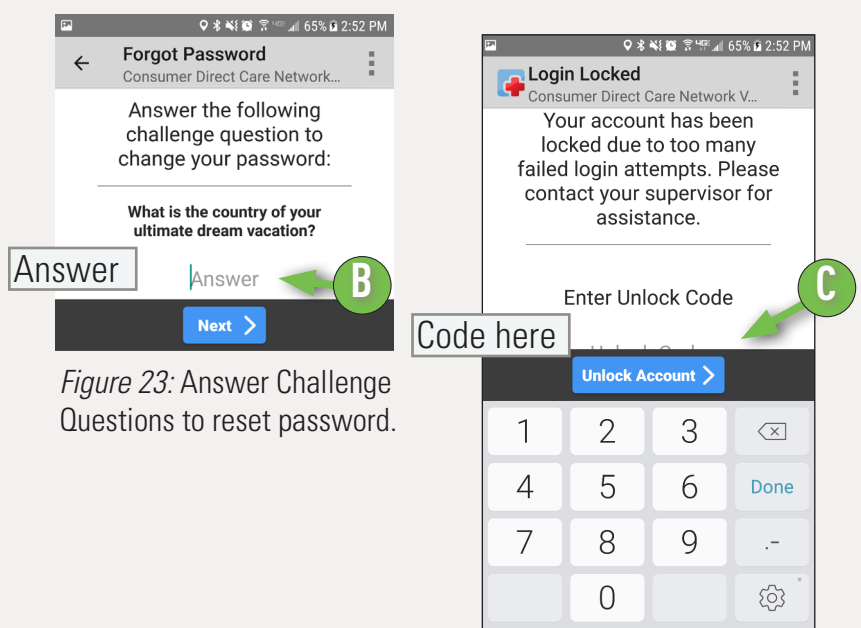 65% 2:52 PM
Forgot Password
Consumer Direct Care Network...
Answer the following
challenge question to
change your password:
What is the country of your
ultimate dream vacation?
Answer
Answer
B
Next
Figure 23: Answer Challenge
Questions to reset password.
4G 65% 2:52 PM
Login Locked
Consumer Direct Care Network V...
Your account has been
locked due to too many
failed login attempts. Please
contact your supervisor for
assistance.
Enter Unlock Code
C
Code here
Unlock Account
1 2 3
4 5 6 Done
7 8 9 .-
0